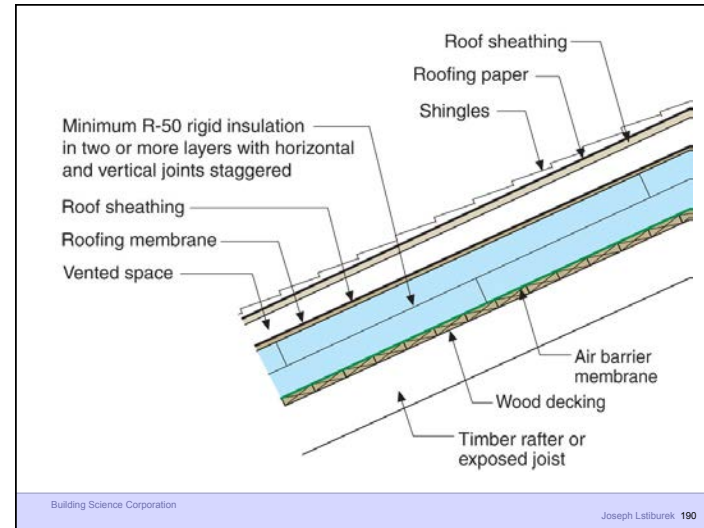 Roof sheathing
Roofing paper
Shingles
Minimum R-50 rigid insulation
in two or more layers with horizontal
and vertical joints staggered
Roof sheathing
Roofing membrane
Vented space
Air barrier
membrane
Wood decking
Timber rafter or
exposed joist
Building Science Corporation
Joseph Lstiburek 190